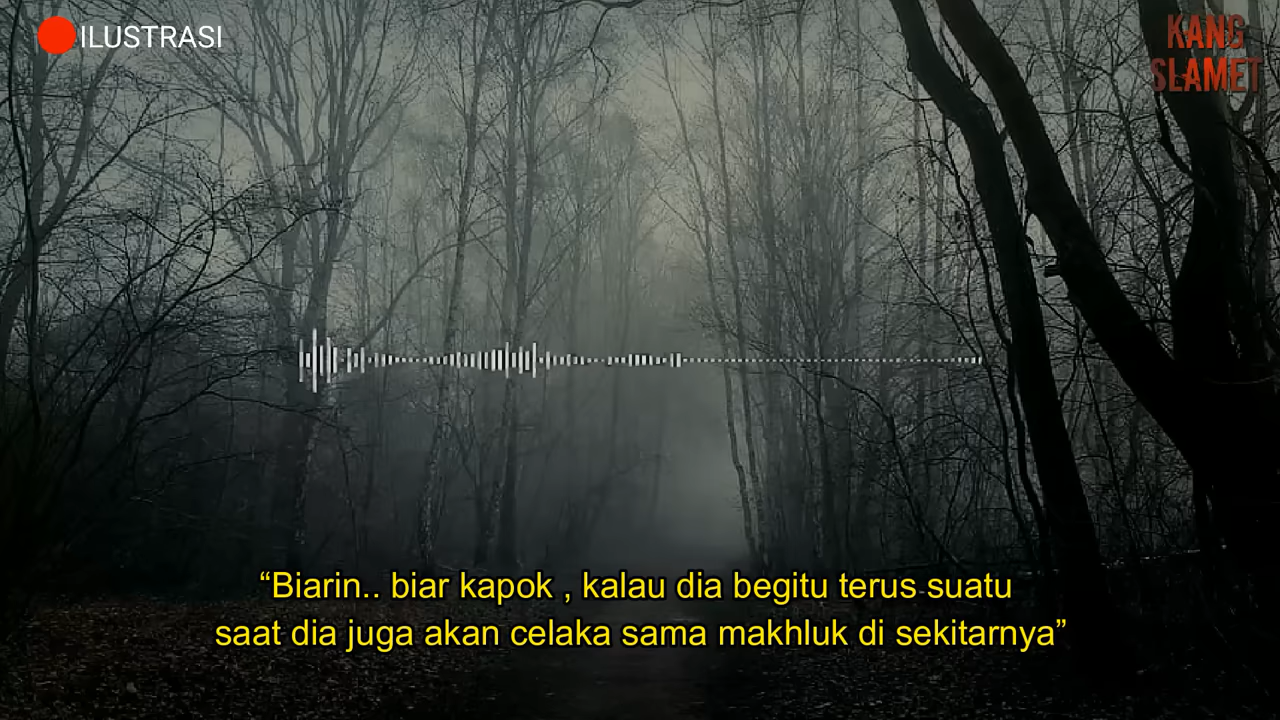 ILUSTRASI
KANG
SLAMET
“Biarin.. biar kapok , kalau dia begitu terus suatu
saat dia juga akan celaka sama makhluk di sekitarnya”